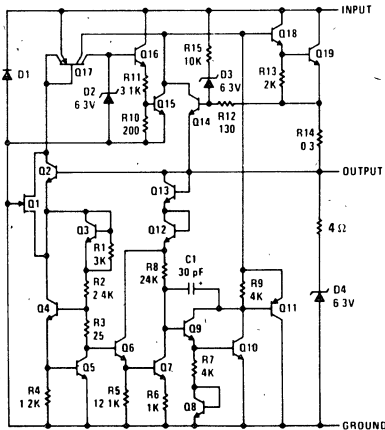 INPUT
Q18
Q16
R15
10K
Q19
D1
Q17
D3
6 3V
R11
3 1K
R13
2K
D2
6 3V
Q15
Q14
R12
130
R10
200
R14
0 3
Q2
OUTPUT
Q13
Q1
Q3
Q12
4Ω
R1
3K
C1
30 pF
R8
24K
R9
4K
Q11
D4
6 3V
R2
2 4K
Q4
R3
25
Q6
Q9
Q10
Q5
Q7
R7
4K
R4
1 2K
R5
12 1K
R6
1K
Q8
GROUND